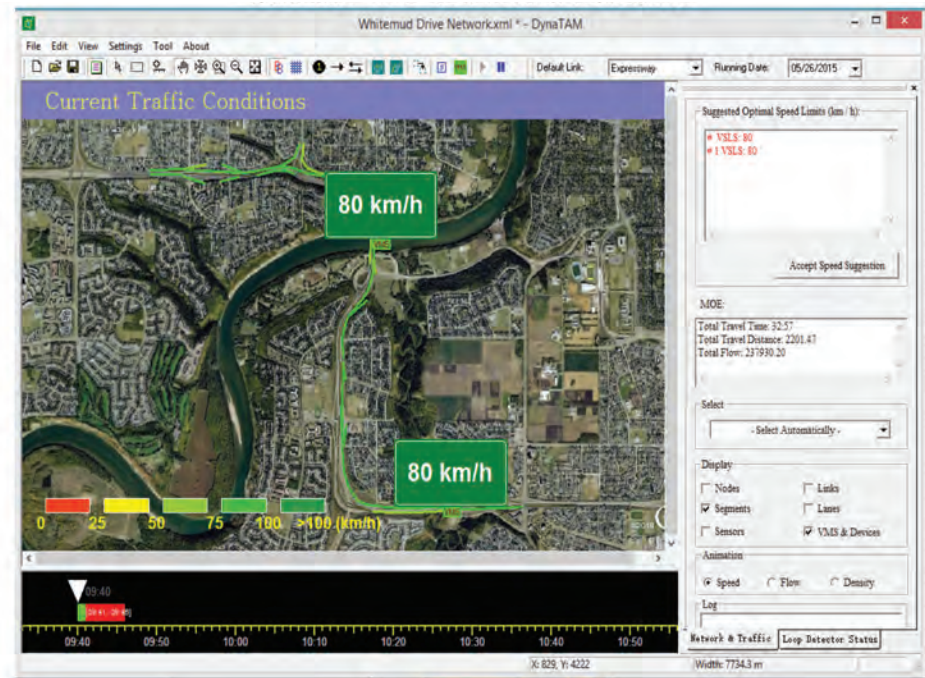 Whitemud Drive Network.xml * - DynaTAM
File Edit View Settings Tool About
Default Link: Expressway Running Date: 05/26/2015
Current Traffic Conditions
80 km/h
VMS
80 km/h
VMS
0 25 50 75 100 >100 (km/h)
09:40
09:40 09:50 10:00 10:10 10:20 10:30 10:40 10:50
Suggested Optimal Speed Limits (km / h):
# VSLS: 80
# 1 VSLS: 80
Accept Speed Suggestion
MOE:
Total Travel Time: 32:57
Total Travel Distance: 2201.47
Total Flow: 237930.20
Select
- Select Automatically -
Display
Nodes Links
Segments Lanes
Sensors VMS & Devices
Animation
Speed Flow Density
Log
Network & Traffic Loop Detector Status
X: 829, Y: 4222 Width: 7734.3 m